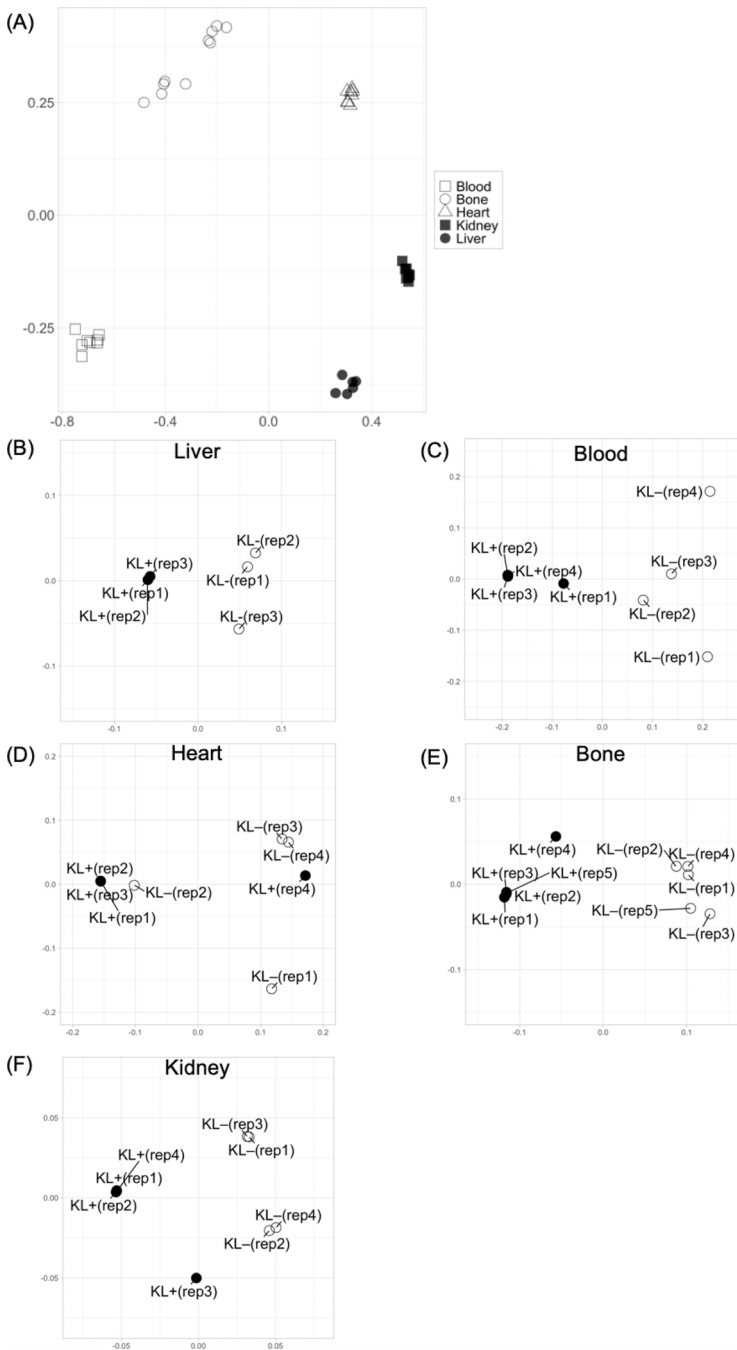 (A)
0.25
0.00
-0.25
-0.8
-0.4
0.0
0.4
Blood
Bone
Heart
Kidney
Liver
(B)
Liver
0.1
0.0
-0.1
-0.1
0.0
0.1
KL-(rep2)
KL+(rep3)
KL-(rep1)
KL+(rep1)
KL+(rep2)
KL-(rep3)
(C)
Blood
0.2
0.1
0.0
-0.1
-0.2
-0.2
-0.1
0.0
0.1
0.2
KL–(rep4)
KL+(rep2)
KL–(rep3)
KL+(rep4)
KL+(rep3)
KL+(rep1)
KL–(rep2)
KL–(rep1)
(D)
Heart
0.2
0.1
0.0
-0.1
-0.2
-0.2
-0.1
0.0
0.1
0.2
KL–(rep3)
KL–(rep4)
KL+(rep2)
KL+(rep3)
KL–(rep2)
KL+(rep4)
KL+(rep1)
KL–(rep1)
(E)
Bone
0.1
0.0
-0.1
-0.1
0.0
0.1
KL+(rep4)
KL–(rep2)
KL–(rep4)
KL+(rep3)
KL+(rep5)
KL–(rep1)
KL+(rep2)
KL+(rep1)
KL–(rep5)
KL–(rep3)
(F)
Kidney
0.05
0.00
-0.05
-0.05
0.00
0.05
KL–(rep3)
KL–(rep1)
KL+(rep4)
KL+(rep1)
KL+(rep2)
KL–(rep4)
KL–(rep2)
KL+(rep3)